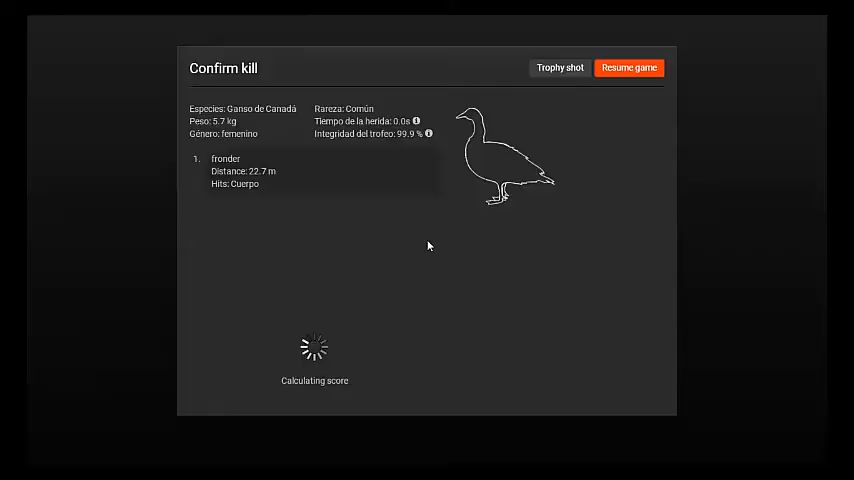 Confirm kill
Trophy shot
Resume game
Especies: Ganso de Canadá
Rareza: Común
Peso: 5.7 kg
Tiempo de la herida: 0.0s
Género: femenino
Integridad del trofeo: 99.9 %
1. fronder
Distance: 22.7 m
Hits: Cuerpo
Calculating score